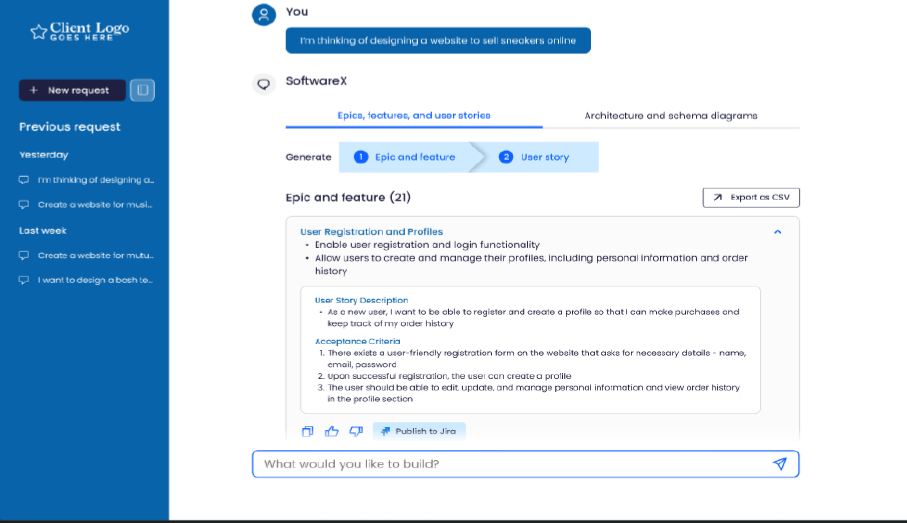 Client Logo
GOES HERE
+ New request
Previous request
Yesterday
I'm thinking of designing a...
Create a website for musi...
Last week
Create a website for mutu...
I want to design a bash te...
You
I'm thinking of designing a website to sell sneakers online
SoftwareX
Epics, features, and user stories
Architecture and schema diagrams
Generate
1 Epic and feature
2 User story
Epic and feature (21)
Export as CSV
User Registration and Profiles
• Enable user registration and login functionality
• Allow users to create and manage their profiles, including personal information and order
history
User Story Description
• As a new user, I want to be able to register and create a profile so that I can make purchases and
keep track of my order history
Acceptance Criteria
1. There exists a user-friendly registration form on the website that asks for necessary details - name,
email, password
2. Upon successful registration, the user can create a profile
3. The user should be able to edit, update, and manage personal information and view order history
in the profile section
Publish to Jira
What would you like to build?